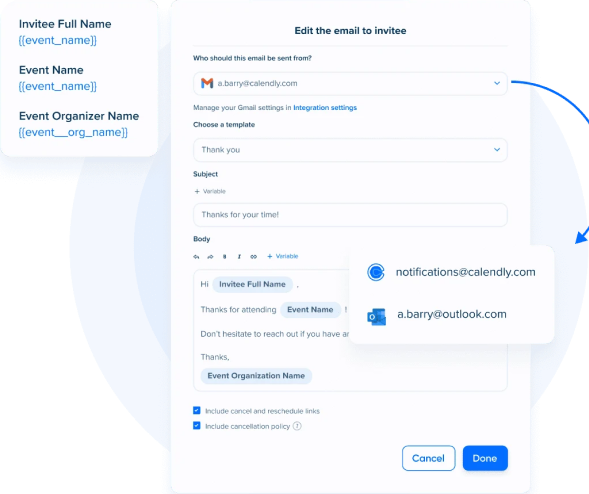 Invitee Full Name
{{event_name}}
Event Name
{{event_name}}
Event Organizer Name
{{event__org_name}}
Edit the email to invitee
Who should this email be sent from?
a.barry@calendly.com
Manage your Gmail settings in Integration settings
Choose a template
Thank you
Subject
+ Variable
Thanks for your time!
Body
+ Variable
Hi Invitee Full Name ,
Thanks for attending Event Name !
Don't hesitate to reach out if you have
Thanks,
Event Organization Name
notifications@calendly.com
a.barry@outlook.com
Include cancel and reschedule links
Include cancellation policy ?
Cancel Done